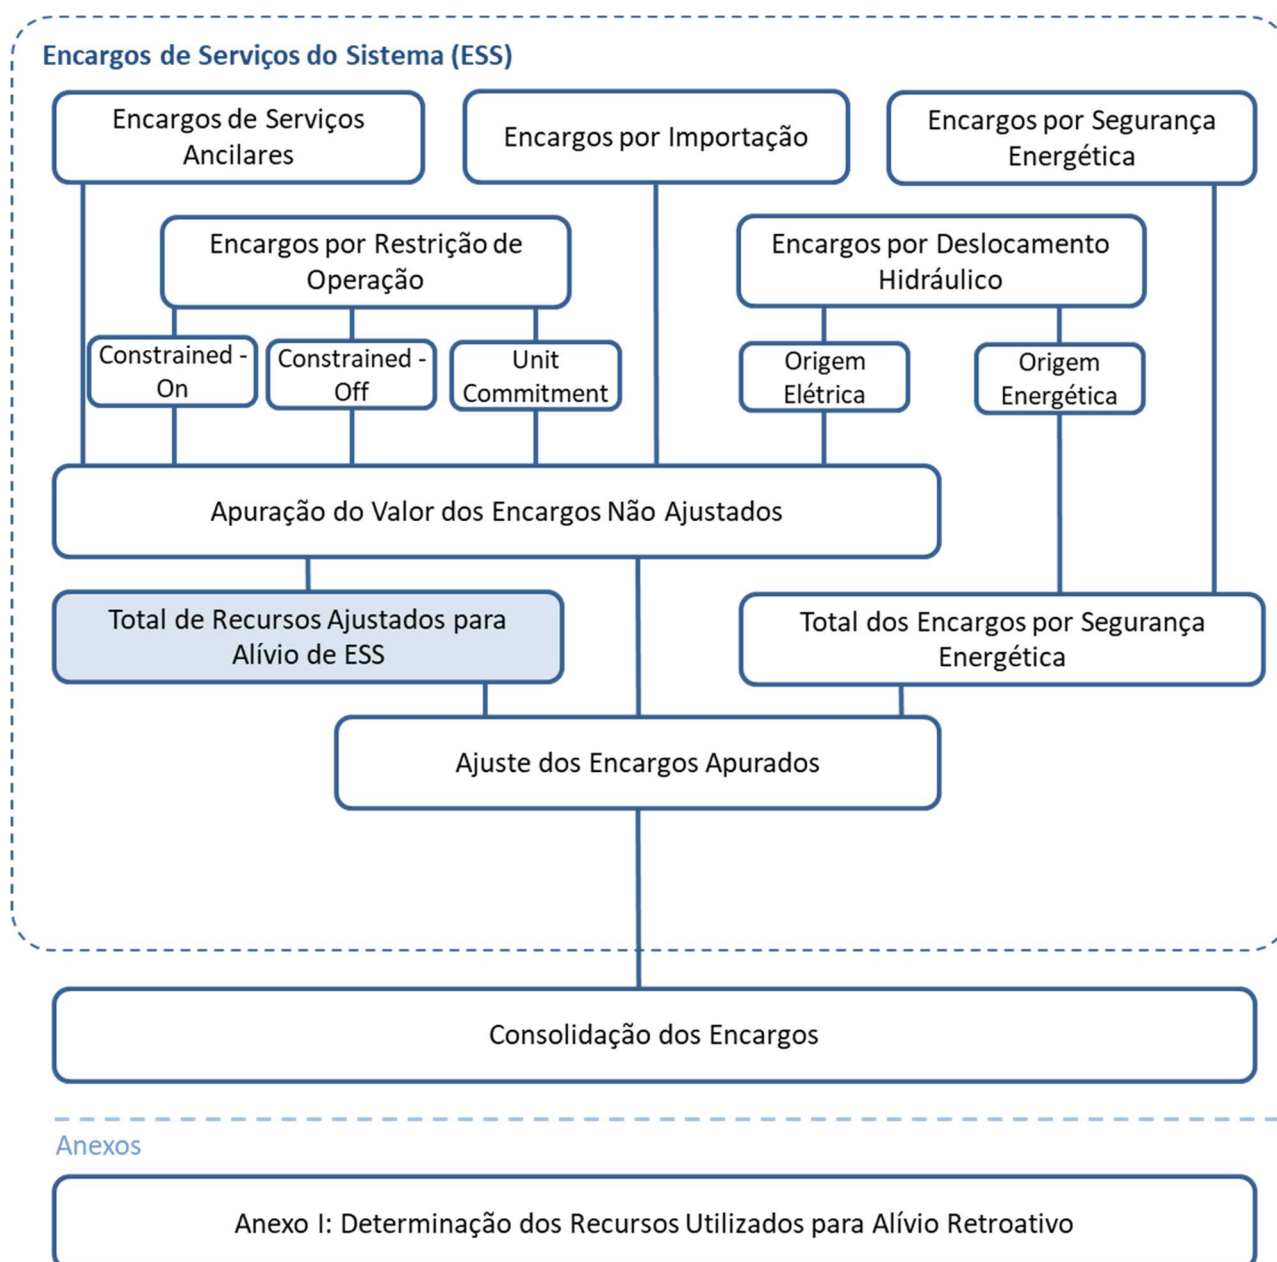 Encargos de Serviços do Sistema (ESS)
Encargos de Serviços
Ancilares
Encargos por Importação
Encargos por Segurança
Energética
Encargos por Restrição de
Operação
Encargos por Deslocamento
Hidráulico
Constrained -
On
Constrained -
Off
Unit
Commitment
Origem
Elétrica
Origem
Energética
Apuração do Valor dos Encargos Não Ajustados
Total de Recursos Ajustados para
Alívio de ESS
Total dos Encargos por Segurança
Energética
Ajuste dos Encargos Apurados
Consolidação dos Encargos
Anexos
Anexo I: Determinação dos Recursos Utilizados para Alívio Retroativo